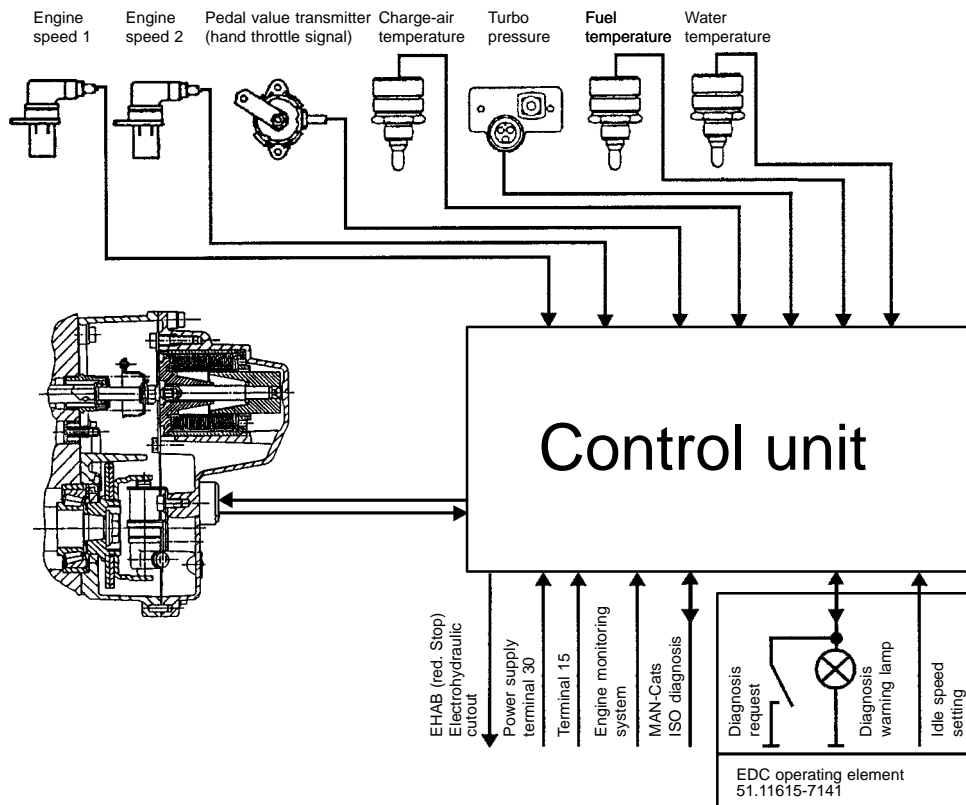 Engine
speed 1
Engine
speed 2
Pedal value transmitter
(hand throttle signal)
Charge-air
temperature
Turbo
pressure
Fuel
temperature
Water
temperature
Control unit
EHAB (red. Stop)
Electrohydraulic
cutout
Power supply
terminal 30
Terminal 15
Engine monitoring
system
MAN-Cats
ISO diagnosis
Diagnosis
request
Diagnosis
warning lamp
Idle speed
setting
EDC operating element
51.11615-7141